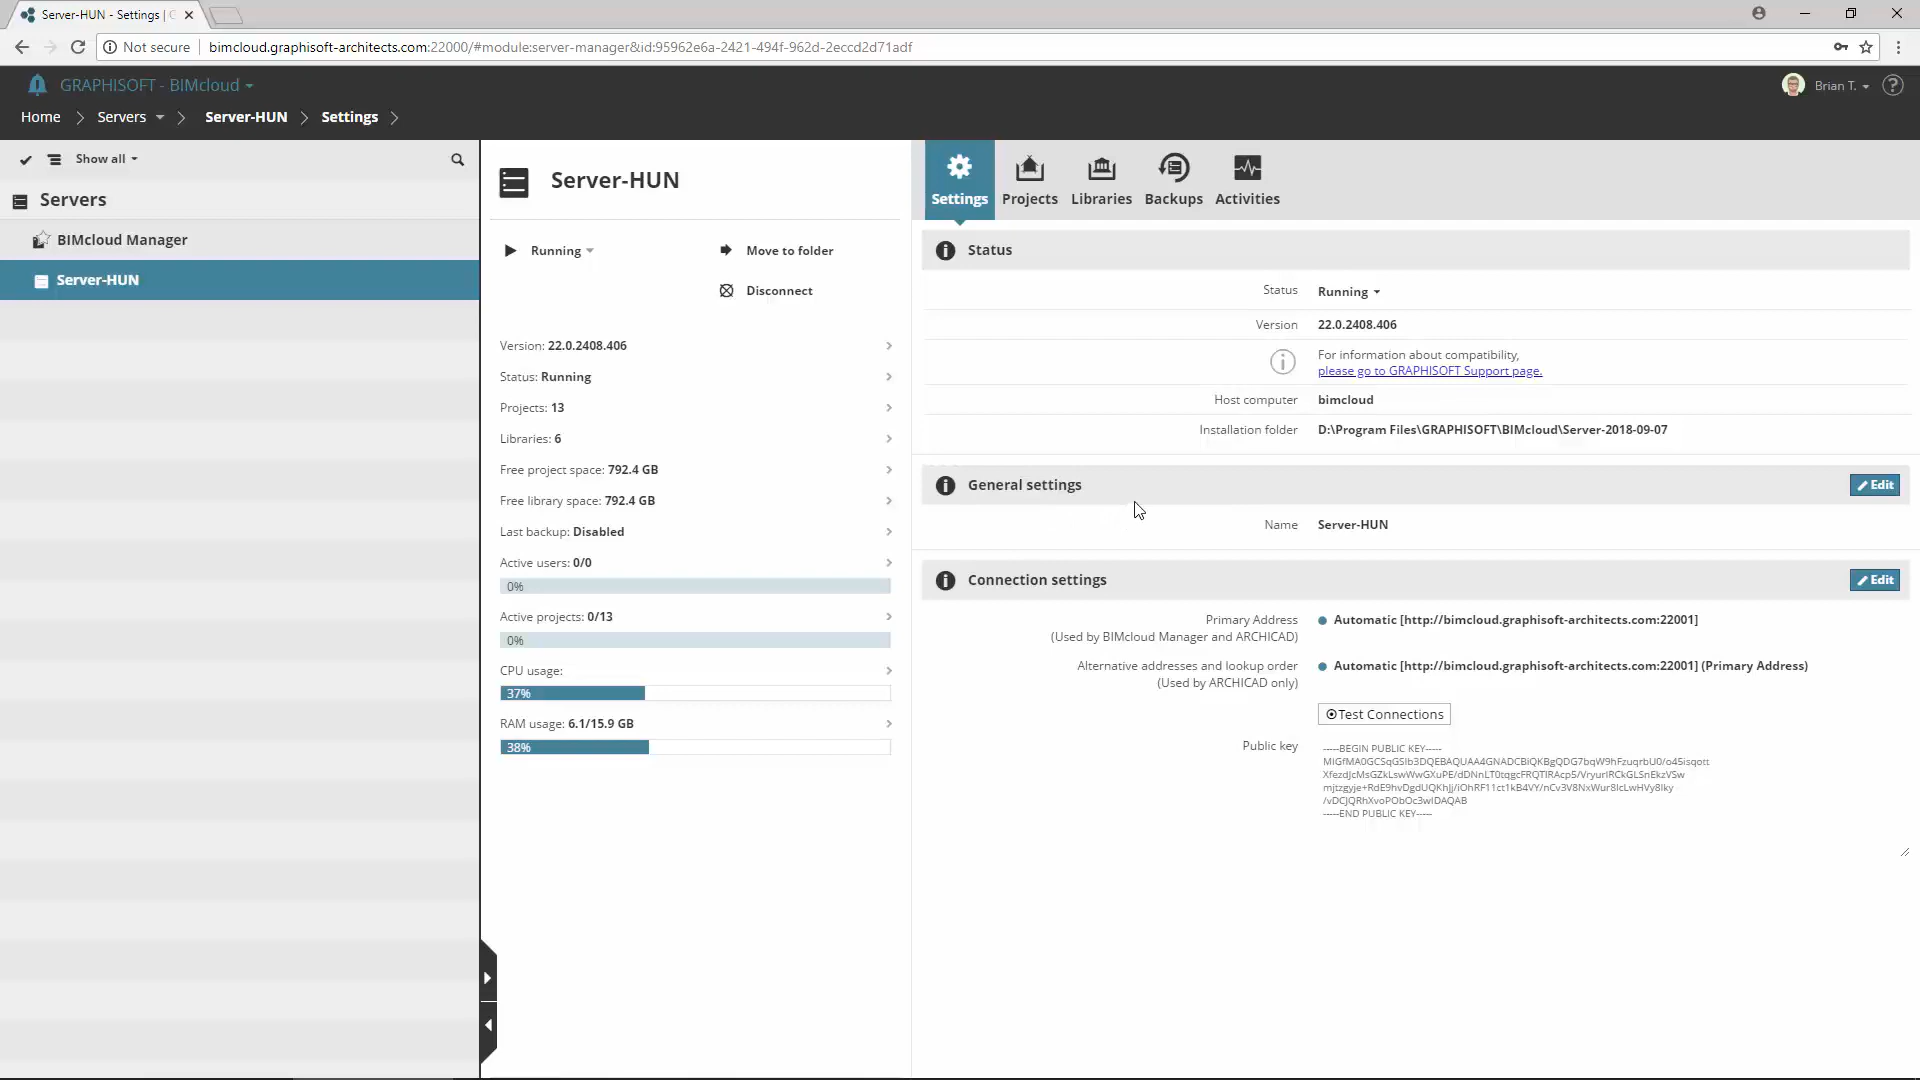 Server-HUN - Settings |
Not secure | bimcloud.graphisoft-architects.com:22000/#module:server-manager&id:95962e6a-2421-494f-962d-2eccd2d71adf
GRAPHISOFT - BIMcloud
Brian T.
Home Servers Server-HUN Settings
Show all
Servers
BIMcloud Manager
Server-HUN
Server-HUN
Running
Move to folder
Disconnect
Version: 22.0.2408.406
Status: Running
Projects: 13
Libraries: 6
Free project space: 792.4 GB
Free library space: 792.4 GB
Last backup: Disabled
Active users: 0/0
0%
Active projects: 0/13
0%
CPU usage:
37%
RAM usage: 6.1/15.9 GB
38%
Settings Projects Libraries Backups Activities
Status
Status Running
Version 22.0.2408.406
For information about compatibility,
please go to GRAPHISOFT Support page.
Host computer bimcloud
Installation folder D:\Program Files\GRAPHISOFT\BIMcloud\Server-2018-09-07
General settings Edit
Name Server-HUN
Connection settings Edit
Primary Address Automatic [http://bimcloud.graphisoft-architects.com:22001]
(Used by BIMcloud Manager and ARCHICAD)
Alternative addresses and lookup order Automatic [http://bimcloud.graphisoft-architects.com:22001] (Primary Address)
(Used by ARCHICAD only)
Test Connections
Public key
-----BEGIN PUBLIC KEY-----
-----END PUBLIC KEY-----